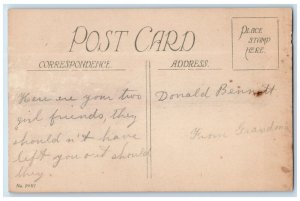 POST CARD
PLACE
STAMP
HERE.
CORRESPONDENCE.
ADDRESS.
Here are your two
girl friends, they
should n't have
left you out should
they
Donald Bennett
From Grandma
No. 2487